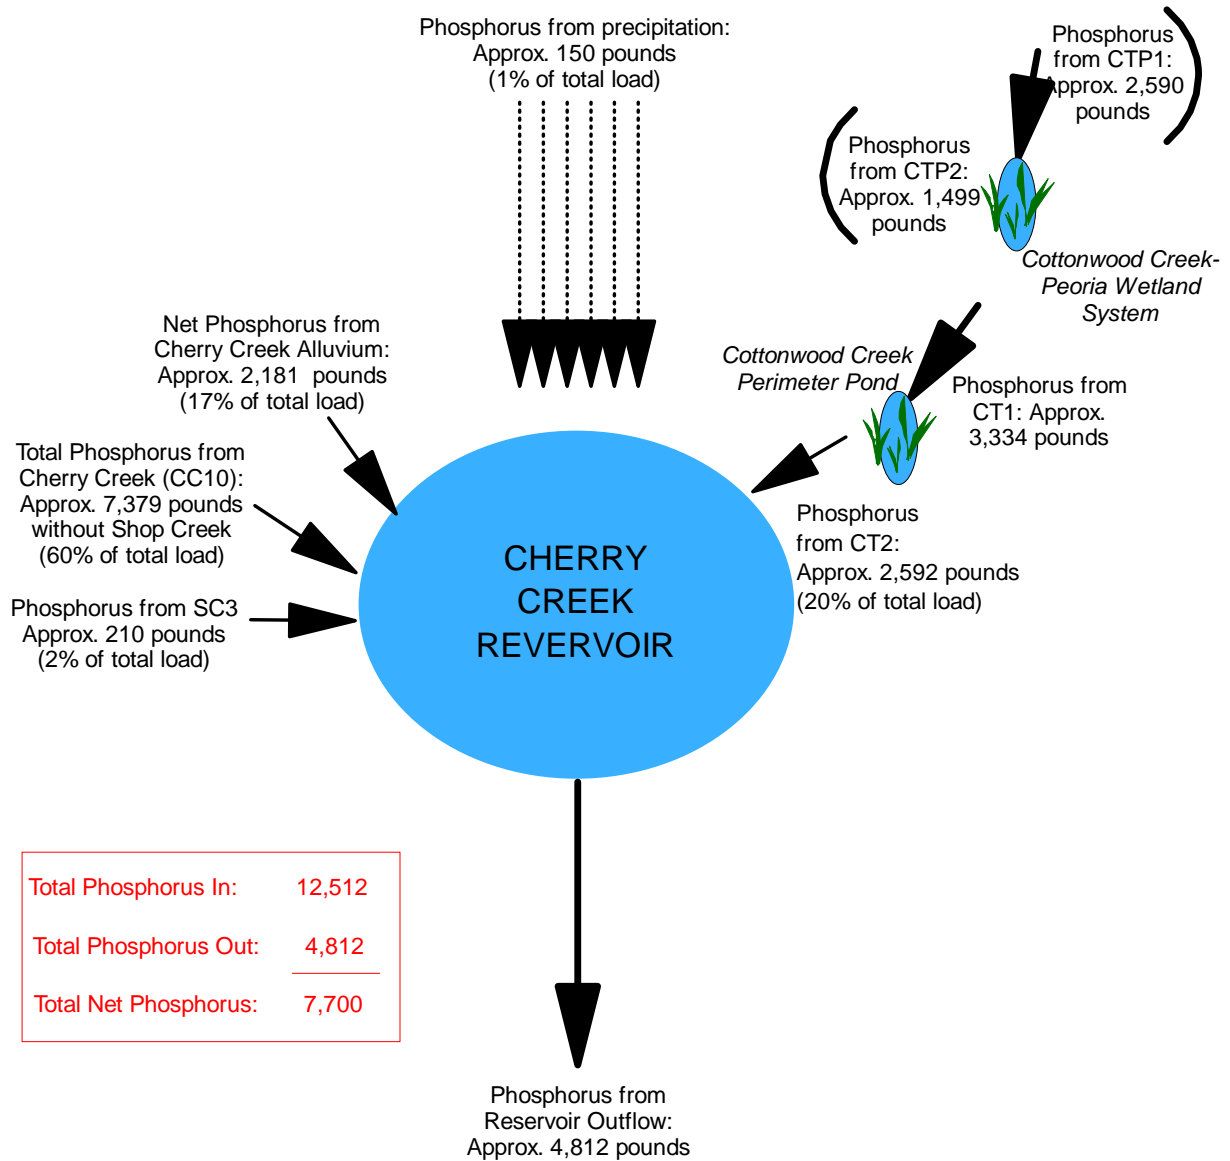 Phosphorus from precipitation:
Approx. 150 pounds
(1% of total load)
Phosphorus
from CTP1:
Approx. 2,590
pounds
Phosphorus
from CTP2:
Approx. 1,499
pounds
Cottonwood Creek-
Peoria Wetland
System
Net Phosphorus from
Cherry Creek Alluvium:
Approx. 2,181 pounds
(17% of total load)
Cottonwood Creek
Perimeter Pond
Phosphorus from
CT1: Approx.
3,334 pounds
Total Phosphorus from
Cherry Creek (CC10):
Approx. 7,379 pounds
without Shop Creek
(60% of total load)
Phosphorus
from CT2:
Approx. 2,592 pounds
(20% of total load)
Phosphorus from SC3
Approx. 210 pounds
(2% of total load)
CHERRY
CREEK
REVERVOIR
Total Phosphorus In: 12,512
Total Phosphorus Out: 4,812
Total Net Phosphorus: 7,700
Phosphorus from
Reservoir Outflow:
Approx. 4,812 pounds